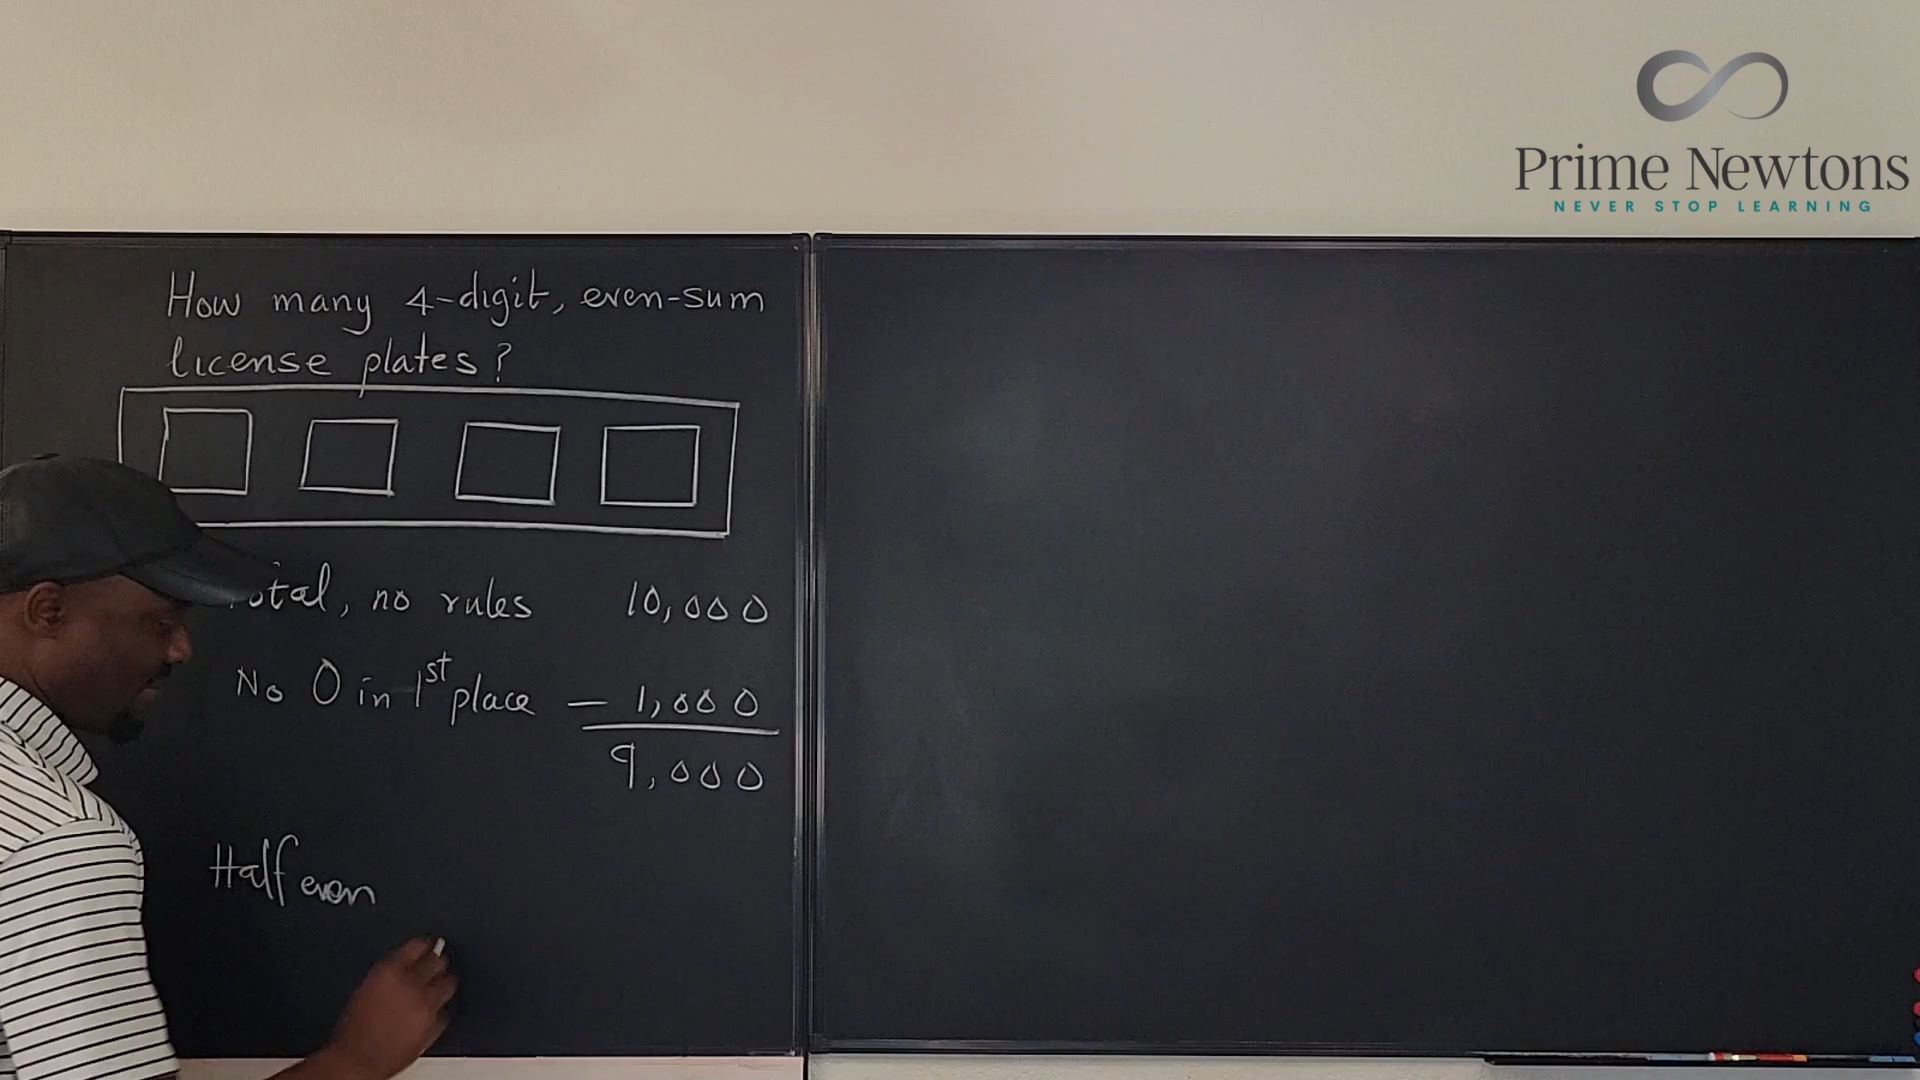 Prime Newtons
NEVER STOP LEARNING
How many 4-digit, even-sum
license plates?
Total, no rules 10,000
No 0 in 1st place - 1,000
9,000
Half even